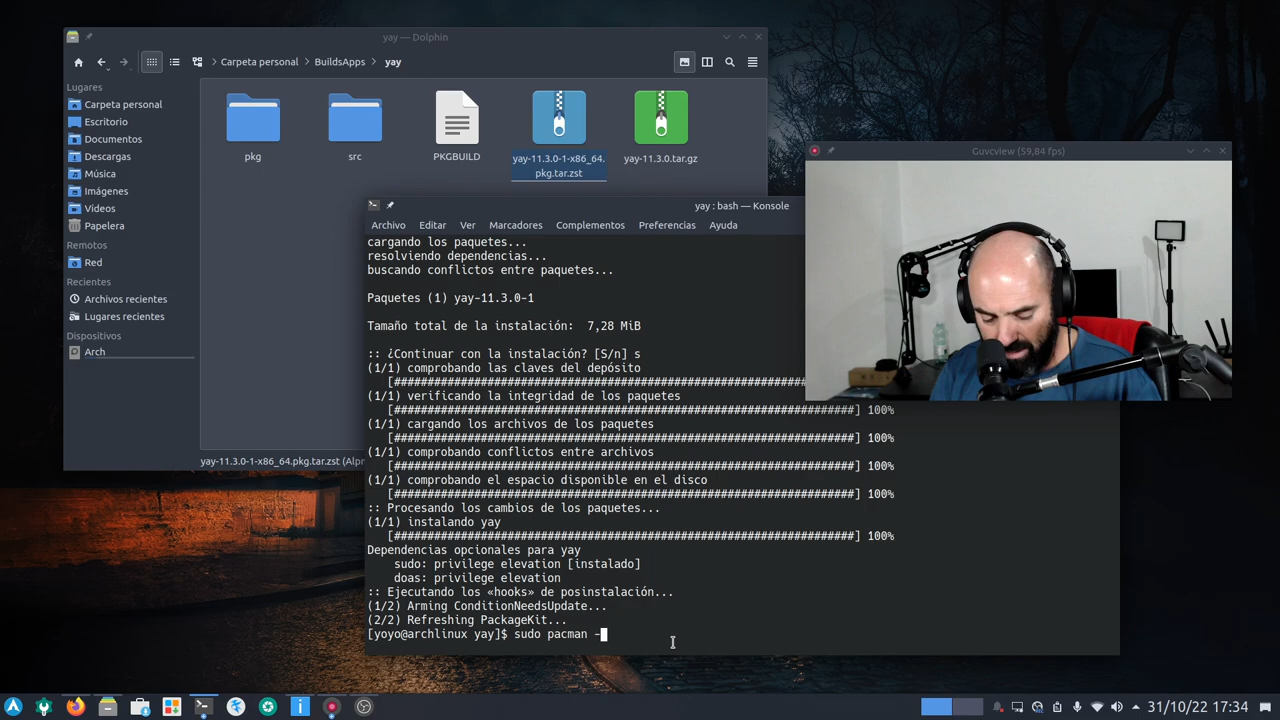 yay — Dolphin
Carpeta personal
BuildsApps
yay
Lugares
Carpeta personal
Escritorio
Documentos
Descargas
Música
Imágenes
Vídeos
Papelera
Remotos
Red
Recientes
Archivos recientes
Lugares recientes
Dispositivos
Arch
pkg
src
PKGBUILD
yay-11.3.0-1-x86_64.
pkg.tar.zst
yay-11.3.0.tar.gz
yay-11.3.0-1-x86_64.pkg.tar.zst (Alpr
Guvcview (59,84 fps)
yay : bash — Konsole
Archivo Editar Ver Marcadores Complementos Preferencias Ayuda
cargando los paquetes...
resolviendo dependencias...
buscando conflictos entre paquetes...
Paquetes (1) yay-11.3.0-1
Tamaño total de la instalación: 7,28 MiB
:: ¿Continuar con la instalación? [S/n] s
(1/1) comprobando las claves del depósito
(1/1) verificando la integridad de los paquetes
100%
(1/1) cargando los archivos de los paquetes
100%
(1/1) comprobando conflictos entre archivos
100%
(1/1) comprobando el espacio disponible en el disco
100%
:: Procesando los cambios de los paquetes...
(1/1) instalando yay
100%
Dependencias opcionales para yay
sudo: privilege elevation [instalado]
doas: privilege elevation
:: Ejecutando los «hooks» de posinstalación...
(1/2) Arming ConditionNeedsUpdate...
(2/2) Refreshing PackageKit...
[yoyo@archlinux yay]$ sudo pacman -
31/10/22 17:34